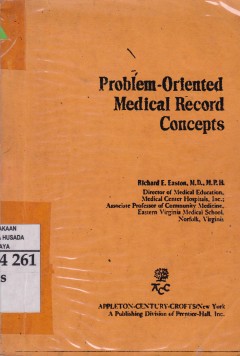 Problem-Oriented
Medical Record
Concepts
Richard E. Easton, M.D., M.P.H.
Director of Medical Education,
Medical Center Hospitals, Inc.;
Associate Professor of Community Medicine,
Eastern Virginia Medical School,
Norfolk, Virginia
AKAAN
HUSADA
AYA
4 261
s
ACC
APPLETON-CENTURY-CROFTS/New York
A Publishing Division of Prentice-Hall, Inc.